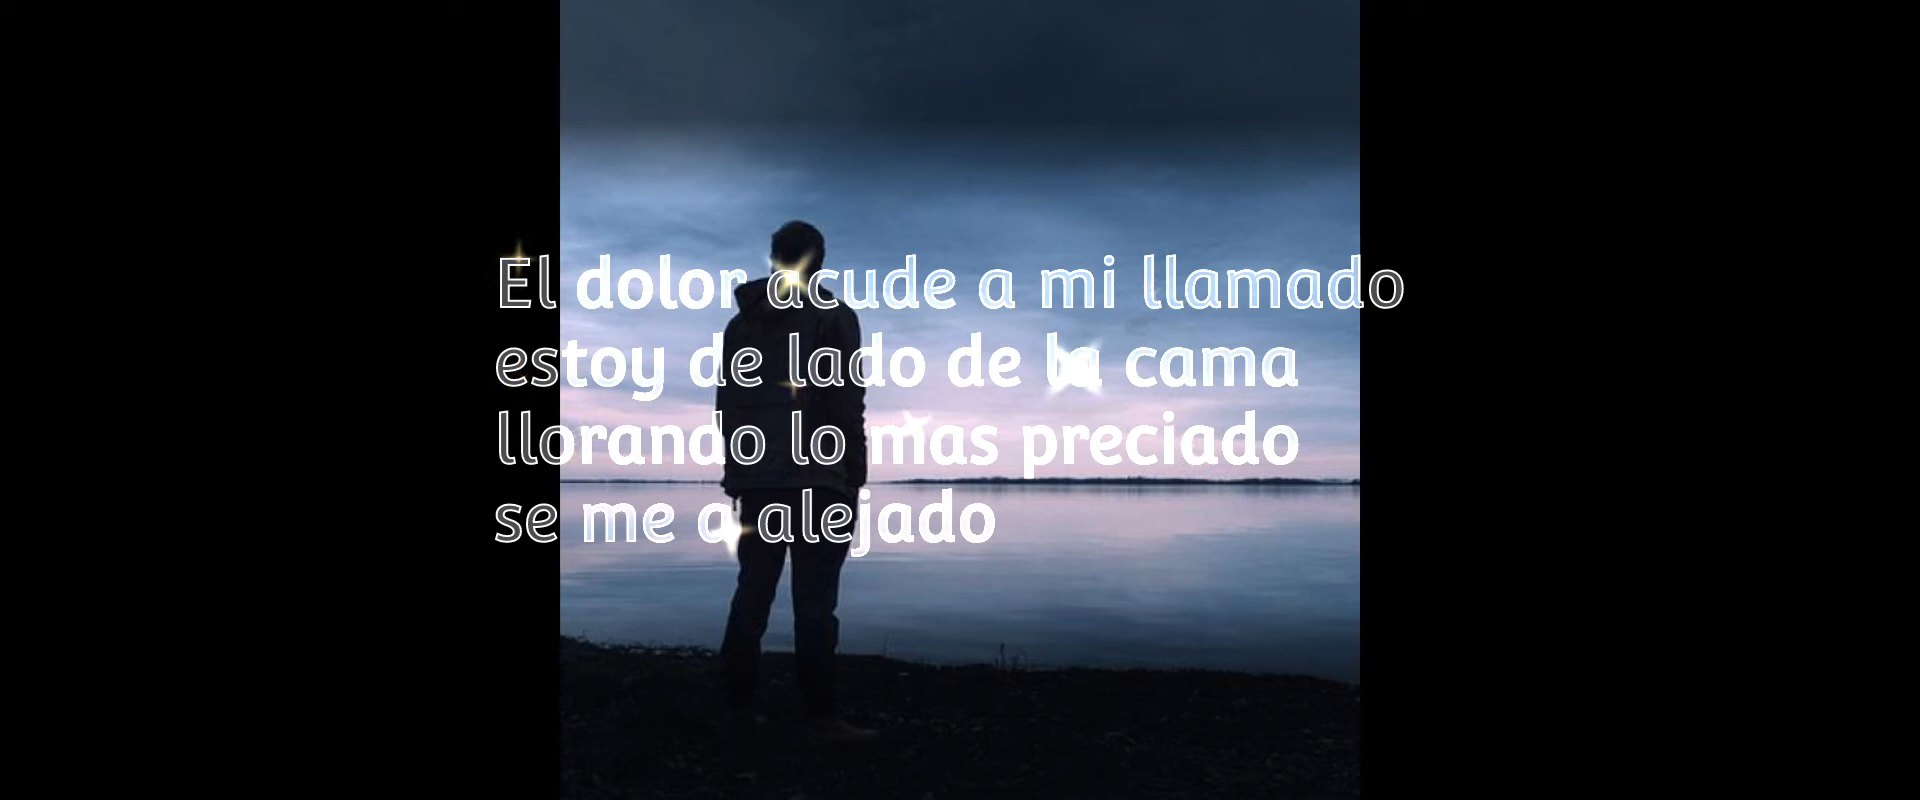 El dolor acude a mi llamado
estoy de lado de la cama
llorando lo mas preciado
se me a alejado